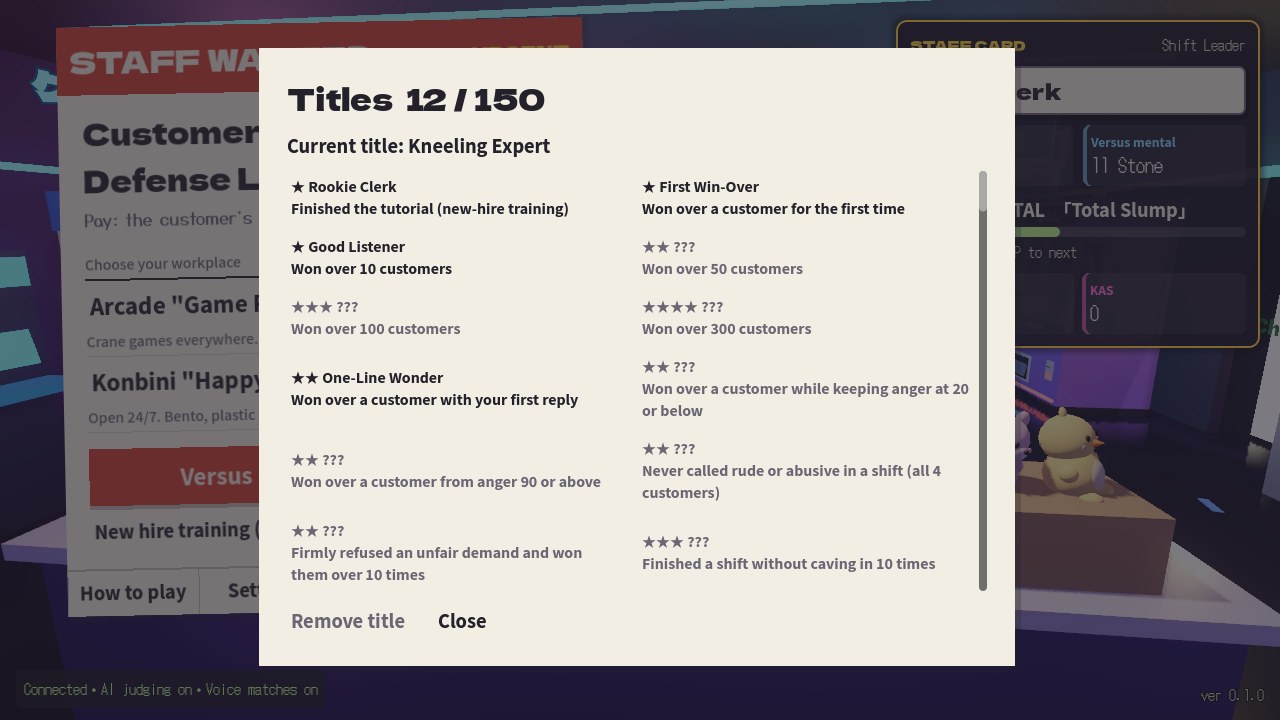 STAFF WA
STAFF CARD
Shift Leader
Customer
Defense L
Pay: the customer's
Choose your workplace
Arcade "Game
Crane games everywhere.
Konbini "Happy
Open 24/7. Bento, plastic
Versus
New hire training (
How to play
Sett
erk
Versus mental
11 Stone
TAL 「Total Slump」
P to next
KAS
0
Titles 12 / 150
Current title: Kneeling Expert
★ Rookie Clerk
Finished the tutorial (new-hire training)
★ First Win-Over
Won over a customer for the first time
★ Good Listener
Won over 10 customers
★★ ???
Won over 50 customers
★★★ ???
Won over 100 customers
★★★★ ???
Won over 300 customers
★★ One-Line Wonder
Won over a customer with your first reply
★★ ???
Won over a customer while keeping anger at 20
or below
★★ ???
Won over a customer from anger 90 or above
★★ ???
Never called rude or abusive in a shift (all 4
customers)
★★ ???
Firmly refused an unfair demand and won
them over 10 times
★★★ ???
Finished a shift without caving in 10 times
Remove title
Close
Connected • AI judging on • Voice matches on
ver 0.1.0